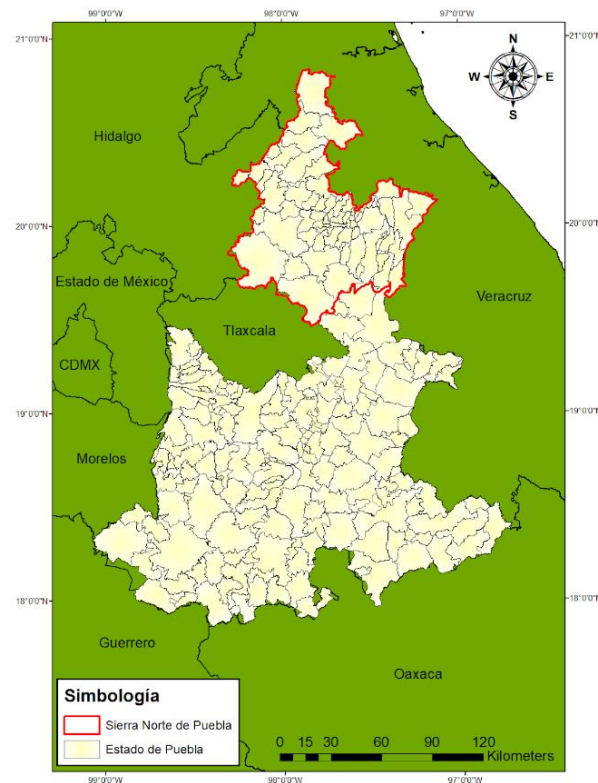 99°0'0"W 98°0'0"W 97°0'0"W
21°0'0"N 21°0'0"N
N
W E
S
Hidalgo
20°0'0"N 20°0'0"N
Estado de México
Veracruz
Tlaxcala
CDMX
19°0'0"N 19°0'0"N
Morelos
18°0'0"N 18°0'0"N
Guerrero
Oaxaca
Simbología
Sierra Norte de Puebla
Estado de Puebla
0 15 30 60 90 120
Kilometers
99°0'0"W 98°0'0"W 97°0'0"W